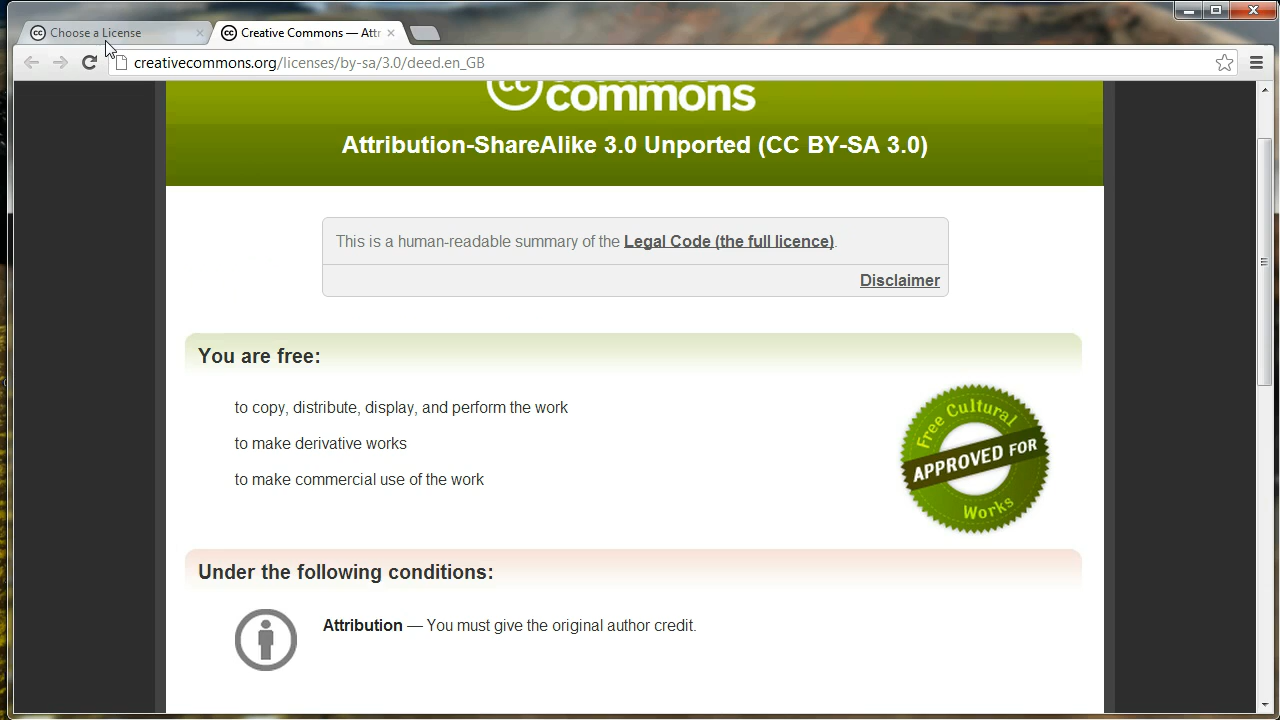 Choose a License
Creative Commons — Attr
creativecommons.org/licenses/by-sa/3.0/deed.en_GB
cc
commons
Attribution-ShareAlike 3.0 Unported (CC BY-SA 3.0)
This is a human-readable summary of the Legal Code (the full licence).
Disclaimer
You are free:
to copy, distribute, display, and perform the work
to make derivative works
to make commercial use of the work
Free Cultural
APPROVED FOR
Works
Under the following conditions:
Attribution — You must give the original author credit.